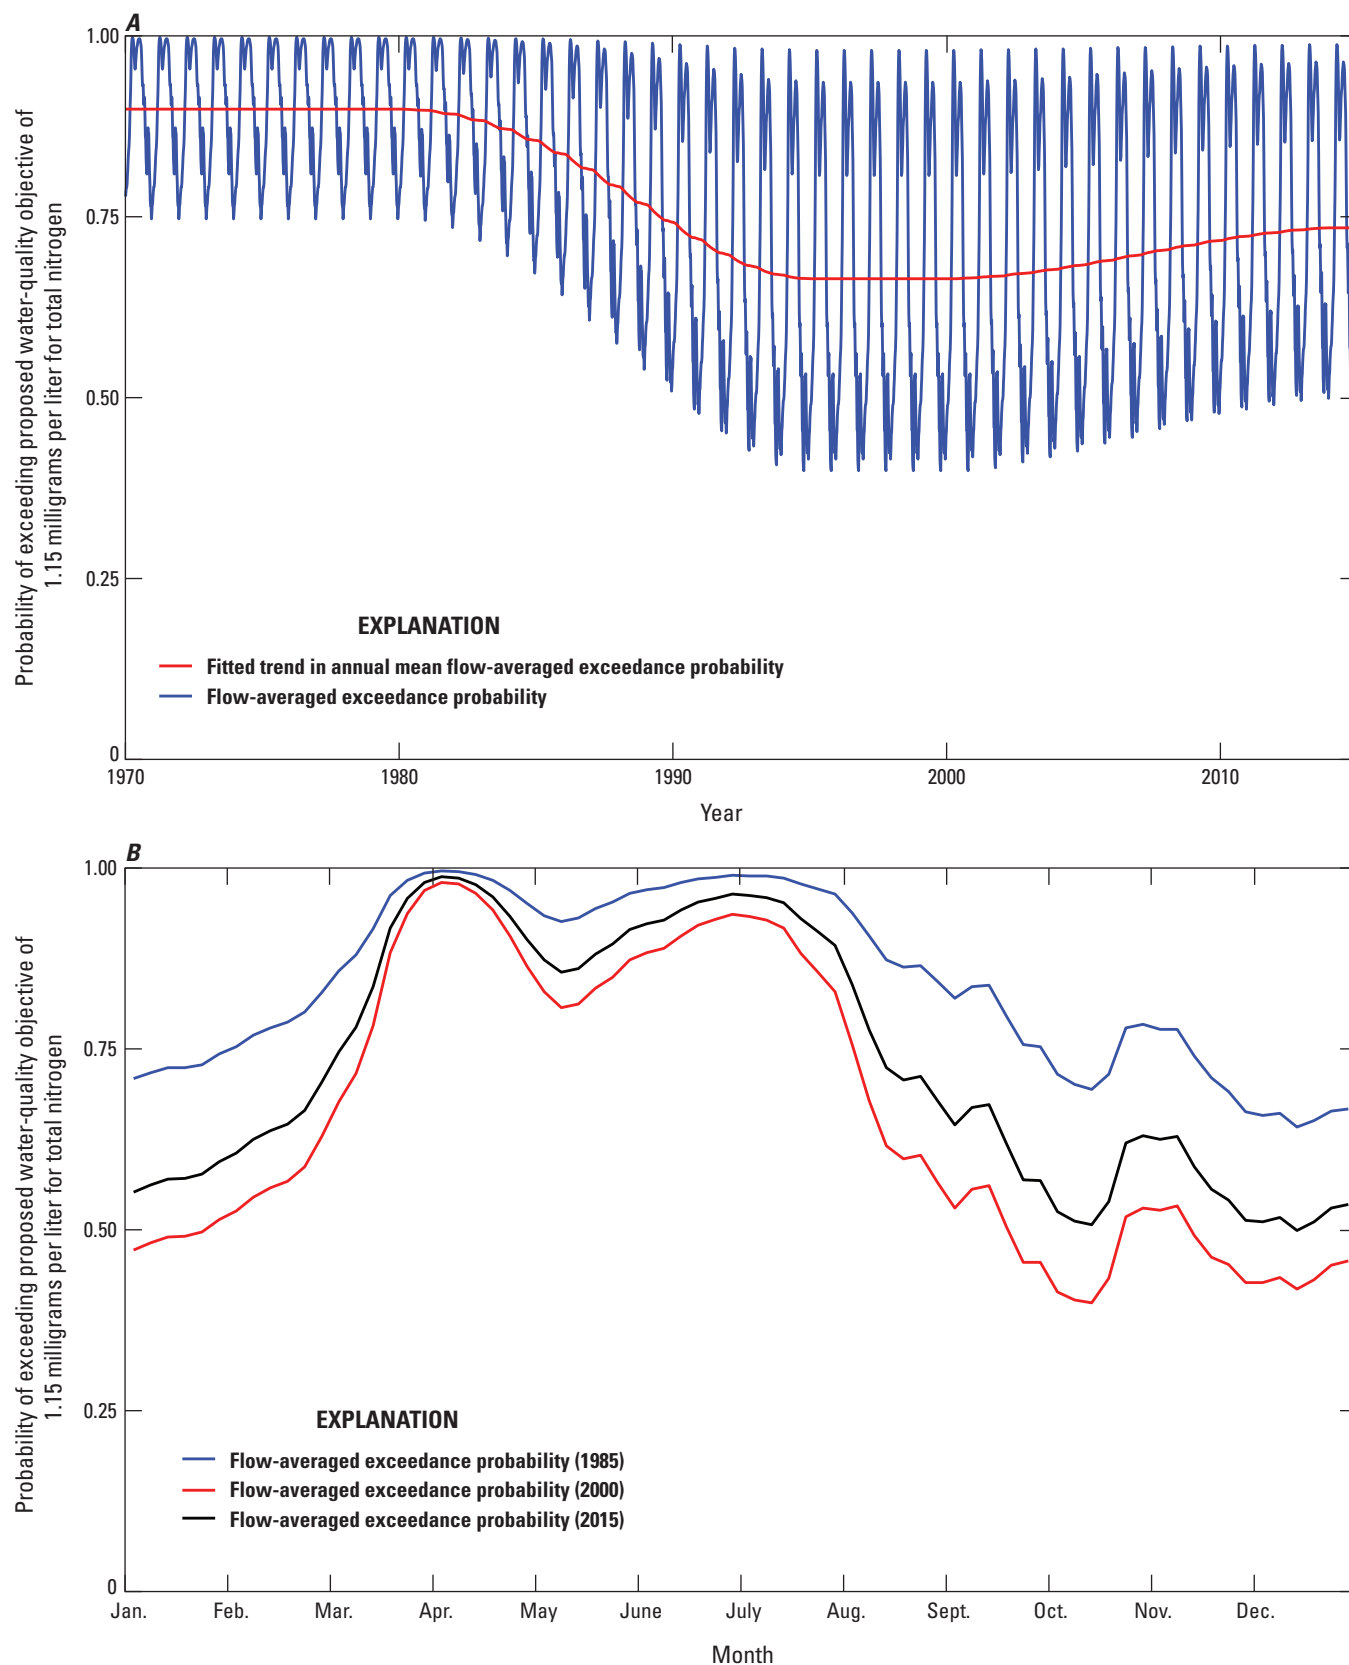 A
Probability of exceeding proposed water-quality objective of
1.15 milligrams per liter for total nitrogen
1.00
0.75
0.50
0.25
0
EXPLANATION
Fitted trend in annual mean flow-averaged exceedance probability
Flow-averaged exceedance probability
1970
1980
1990
2000
2010
Year
B
Probability of exceeding proposed water-quality objective of
1.15 milligrams per liter for total nitrogen
1.00
0.75
0.50
0.25
0
EXPLANATION
Flow-averaged exceedance probability (1985)
Flow-averaged exceedance probability (2000)
Flow-averaged exceedance probability (2015)
Jan.
Feb.
Mar.
Apr.
May
June
July
Aug.
Sept.
Oct.
Nov.
Dec.
Month